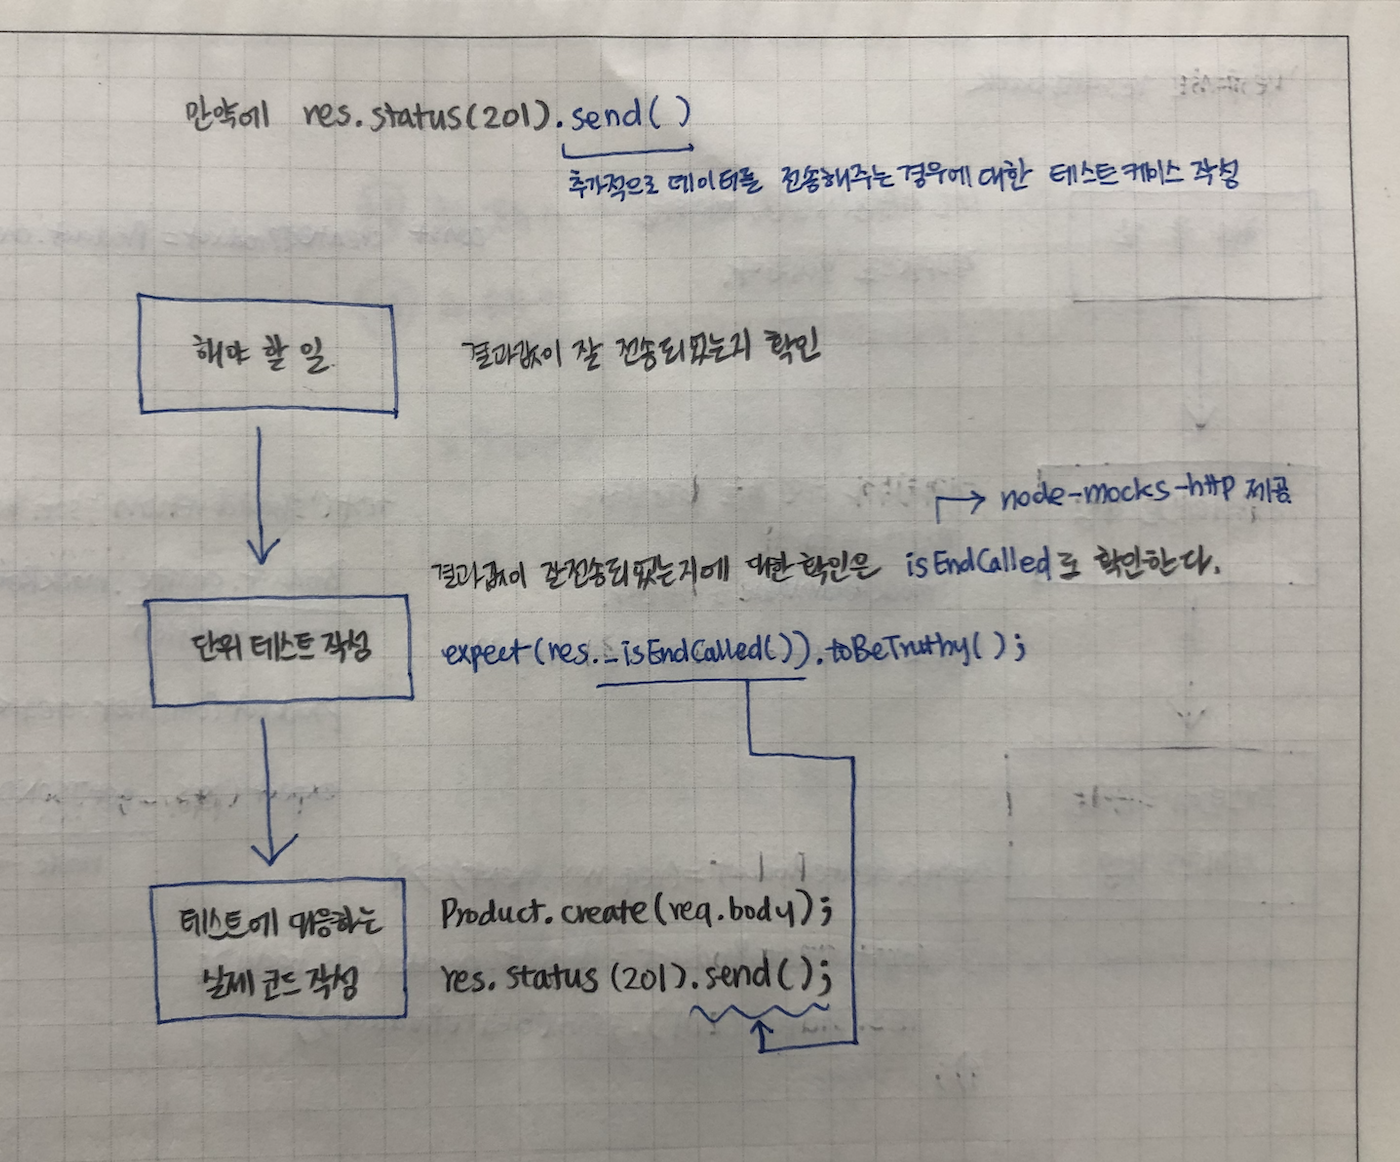 만약에 res.status(201).send()
추가적으로 데이터를 전송해주는 경우에 대한 테스트케이스 작성
해야 할 일
결과값이 잘 전송되었는지 확인
node-mocks-http 제공
결과값이 잘 전송되었는지에 대한 확인은 isEndCalled로 확인한다.
단위 테스트 작성
expect(res._isEndCalled()).toBeTruthy();
테스트에 대응하는
실제 코드 작성
Product.create(req.body);
res.status(201).send();